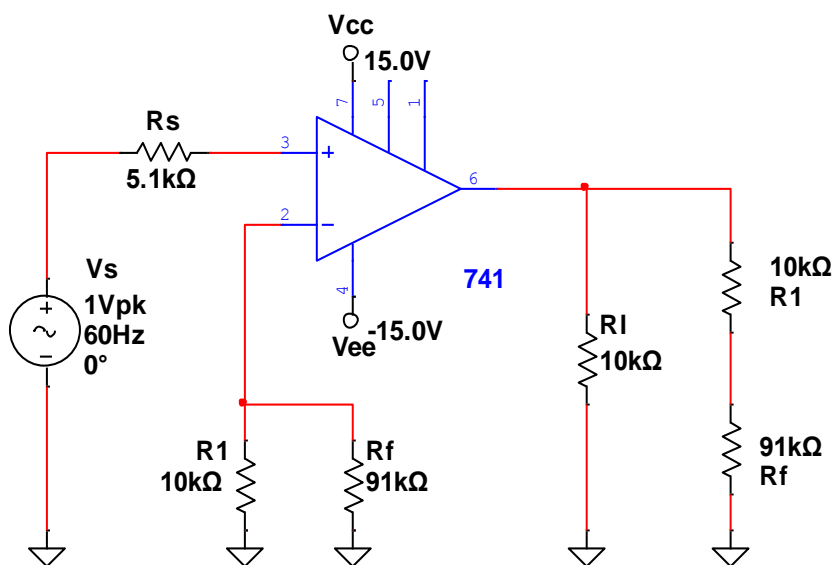 Vcc
15.0V
7
5
1
Rs
5.1kΩ
3
+
2
−
6
4
741
Vs
+
1Vpk
60Hz
0°
−
-15.0V
Vee
10kΩ
R1
Rl
10kΩ
R1
10kΩ
Rf
91kΩ
91kΩ
Rf